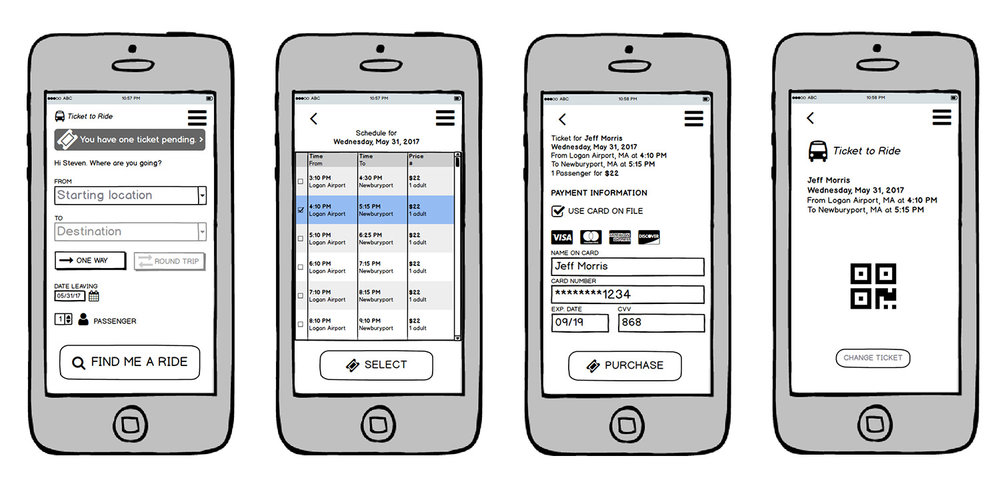 ABC 10:57 PM
Ticket to Ride
You have one ticket pending. >
Hi Steven. Where are you going?
FROM
Starting location
TO
Destination
ONE WAY ROUND TRIP
DATE LEAVING
05/31/17
1 PASSENGER
FIND ME A RIDE
ABC 10:57 PM
Schedule for
Wednesday, May 31, 2017
Time Time Price
From To #
3:10 PM 4:30 PM $22
Logan Airport Newburyport 1 adult
4:10 PM 5:15 PM $22
Logan Airport Newburyport 1 adult
5:10 PM 6:25 PM $22
Logan Airport Newburyport 1 adult
6:10 PM 7:15 PM $22
Logan Airport Newburyport 1 adult
7:10 PM 8:15 PM $22
Logan Airport Newburyport 1 adult
8:10 PM 9:10 PM $22
Logan Airport Newburyport 1 adult
SELECT
ABC 10:58 PM
Ticket for Jeff Morris
Wednesday, May 31, 2017
From Logan Airport, MA at 4:10 PM
To Newburyport, MA at 5:15 PM
1 Passenger for $22
PAYMENT INFORMATION
USE CARD ON FILE
VISA MasterCard AMERICAN EXPRESS DISCOVER
NAME ON CARD
Jeff Morris
CARD NUMBER
********1234
EXP. DATE CVV
09/19 868
PURCHASE
ABC 10:58 PM
Ticket to Ride
Jeff Morris
Wednesday, May 31, 2017
From Logan Airport, MA at 4:10 PM
To Newburyport, MA at 5:15 PM
CHANGE TICKET